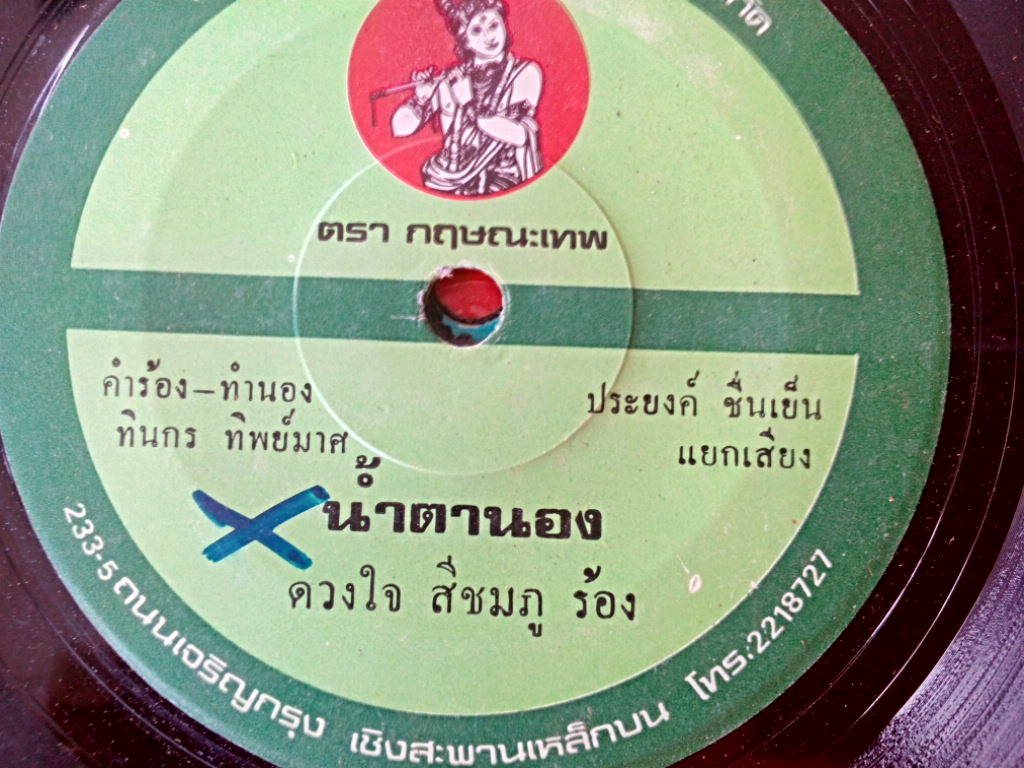 ตรา กฤษณะเทพ
คำร้อง-ทำนอง
ทินกร ทิพย์มาศ
ประยงค์ ชื่นเย็น
แยกเสียง
น้ำตานอง
ดวงใจ สีชมภู ร้อง
233-5 ถนนเจริญกรุง เชิงสะพานเหล็กบน โทร:2218727